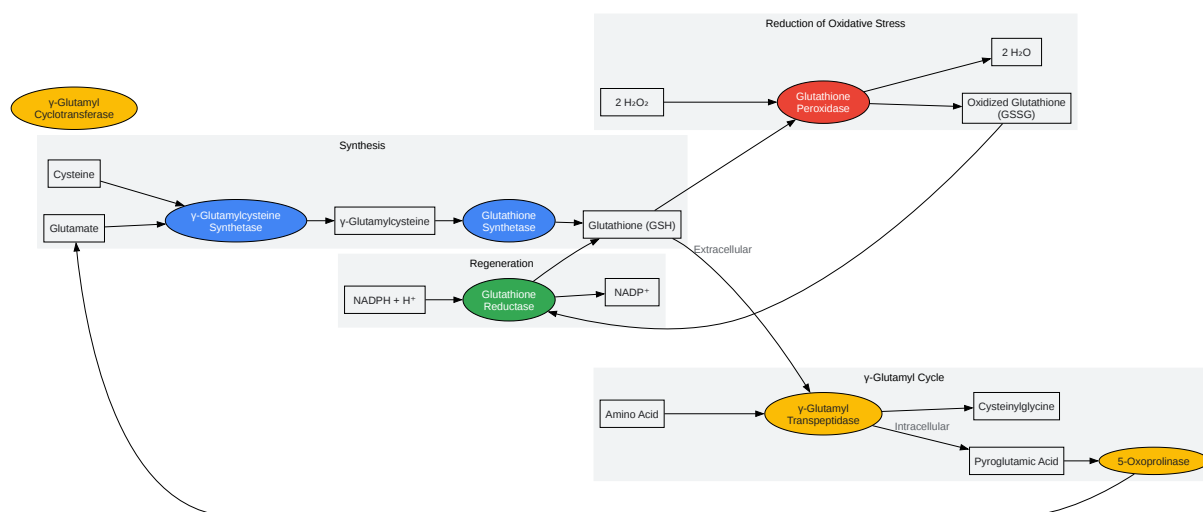 Reduction of Oxidative Stress
2 H₂O
2 H₂O₂
Glutathione
Peroxidase
Oxidized Glutathione
(GSSG)
γ-Glutamyl
Cyclotransferase
Synthesis
Cysteine
Glutamate
γ-Glutamylcysteine
Synthetase
γ-Glutamylcysteine
Glutathione
Synthetase
Glutathione (GSH)
Extracellular
Regeneration
NADPH + H⁺
Glutathione
Reductase
NADP⁺
γ-Glutamyl Cycle
Amino Acid
γ-Glutamyl
Transpeptidase
Cysteinylglycine
Intracellular
Pyroglutamic Acid
5-Oxoprolinase